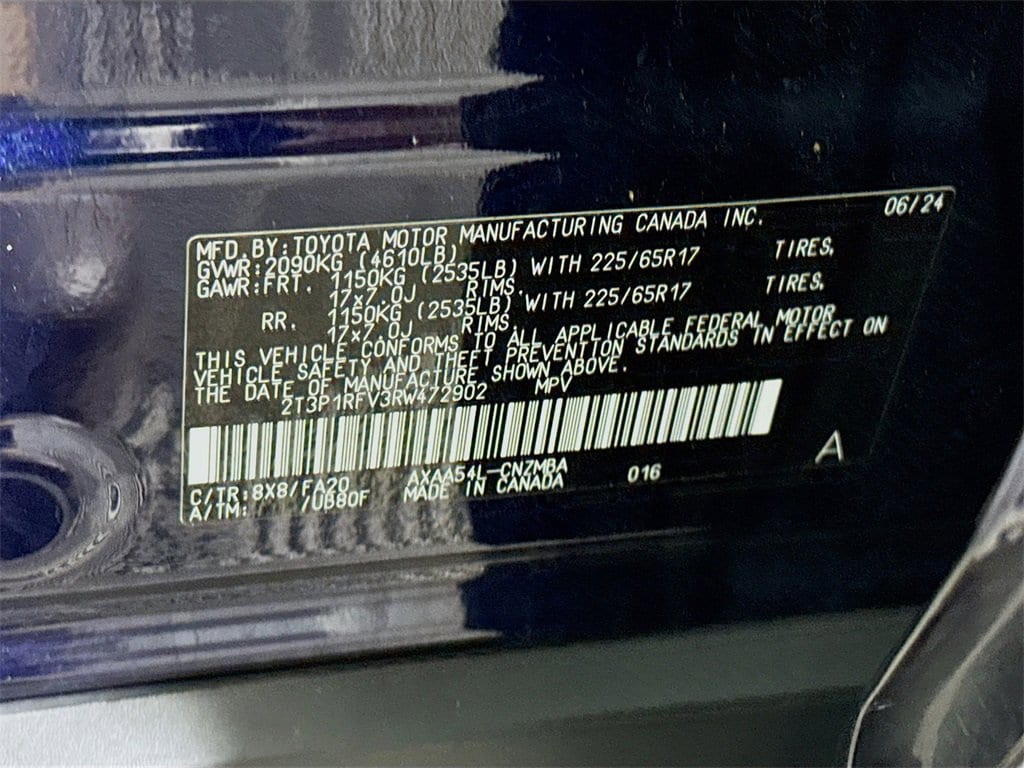 06/24
MFD.BY:TOYOTA MOTOR MANUFACTURING CANADA INC.
GVWR:2090KG (4610LB)
GAWR:FRT. 1150KG (2535LB) WITH 225/65R17 TIRES,
17x7.0J RIMS.
RR. 1150KG (2535LB) WITH 225/65R17 TIRES,
17x7.0J RIMS.
THIS VEHICLE CONFORMS TO ALL APPLICABLE FEDERAL MOTOR
VEHICLE SAFETY AND THEFT PREVENTION STANDARDS IN EFFECT ON
THE DATE OF MANUFACTURE SHOWN ABOVE.
2T3P1RFV3RW472902 MPV
A
C/TR:8X8/FA20 AXAA54L-CNZMBA 016
A/TM: /UB80F MADE IN CANADA